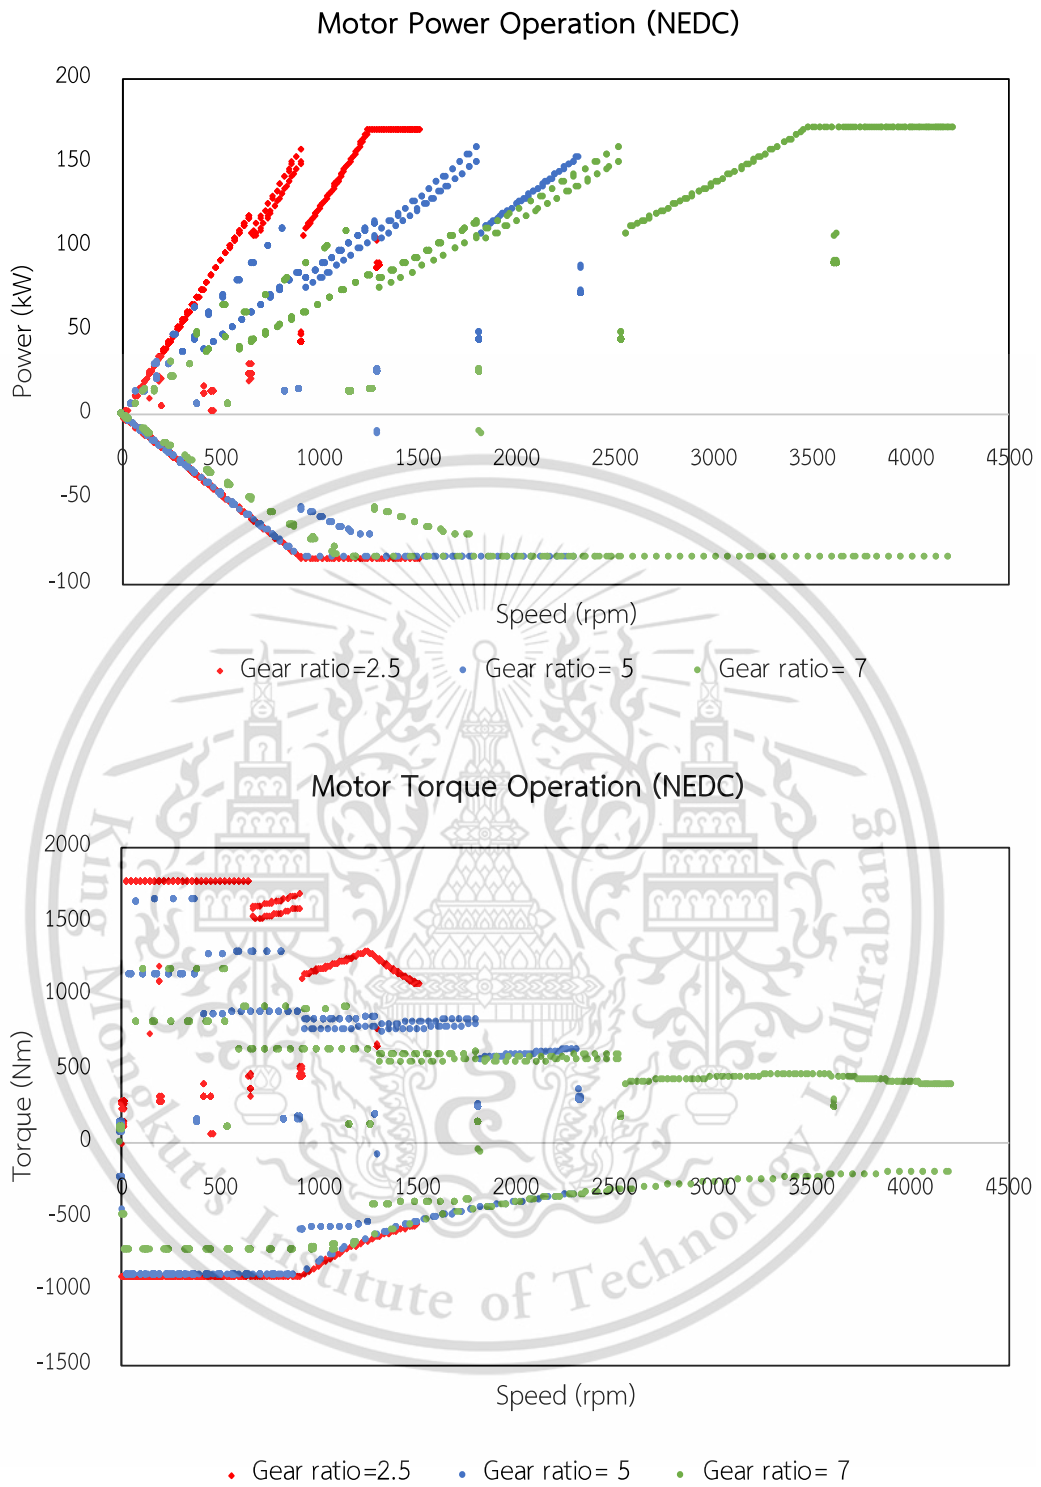 Motor Power Operation (NEDC)
200
150
100
50
0
-50
-100
Power (kW)
0 500 1000 1500 2000 2500 3000 3500 4000 4500
Speed (rpm)
Gear ratio=2.5 Gear ratio= 5 Gear ratio= 7
Motor Torque Operation (NEDC)
2000
1500
1000
500
0
-500
-1000
-1500
Torque (Nm)
0 500 1000 1500 2000 2500 3000 3500 4000 4500
Speed (rpm)
Gear ratio=2.5 Gear ratio= 5 Gear ratio= 7
King Mongkut's Institute of Technology Ladkrabang